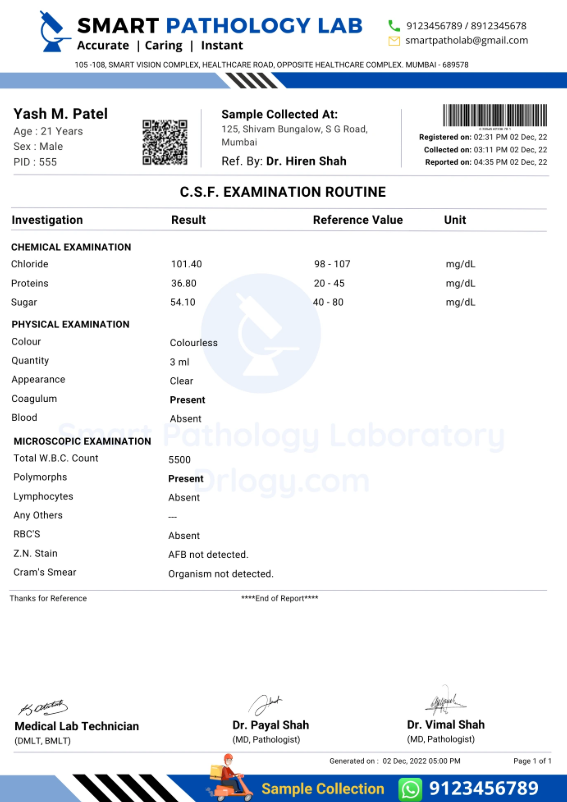 SMART PATHOLOGY LAB
Accurate | Caring | Instant
9123456789 / 8912345678
smartpatholab@gmail.com
105 -108, SMART VISION COMPLEX, HEALTHCARE ROAD, OPPOSITE HEALTHCARE COMPLEX. MUMBAI - 689578
Yash M. Patel
Age : 21 Years
Sex : Male
PID : 555
Sample Collected At:
125, Shivam Bungalow, S G Road,
Mumbai
Ref. By: Dr. Hiren Shah
Registered on: 02:31 PM 02 Dec, 22
Collected on: 03:11 PM 02 Dec, 22
Reported on: 04:35 PM 02 Dec, 22
C.S.F. EXAMINATION ROUTINE
Investigation Result Reference Value Unit
CHEMICAL EXAMINATION
Chloride 101.40 98 - 107 mg/dL
Proteins 36.80 20 - 45 mg/dL
Sugar 54.10 40 - 80 mg/dL
PHYSICAL EXAMINATION
Colour Colourless
Quantity 3 ml
Appearance Clear
Coagulum Present
Blood Absent
Smart Pathology Laboratory
MICROSCOPIC EXAMINATION
Total W.B.C. Count 5500
Polymorphs Present
Drlogy.com
Lymphocytes Absent
Any Others ---
RBC'S Absent
Z.N. Stain AFB not detected.
Cram's Smear Organism not detected.
Thanks for Reference ****End of Report****
Medical Lab Technician
(DMLT, BMLT)
Dr. Payal Shah
(MD, Pathologist)
Dr. Vimal Shah
(MD, Pathologist)
Generated on : 02 Dec, 2022 05:00 PM Page 1 of 1
Sample Collection 9123456789